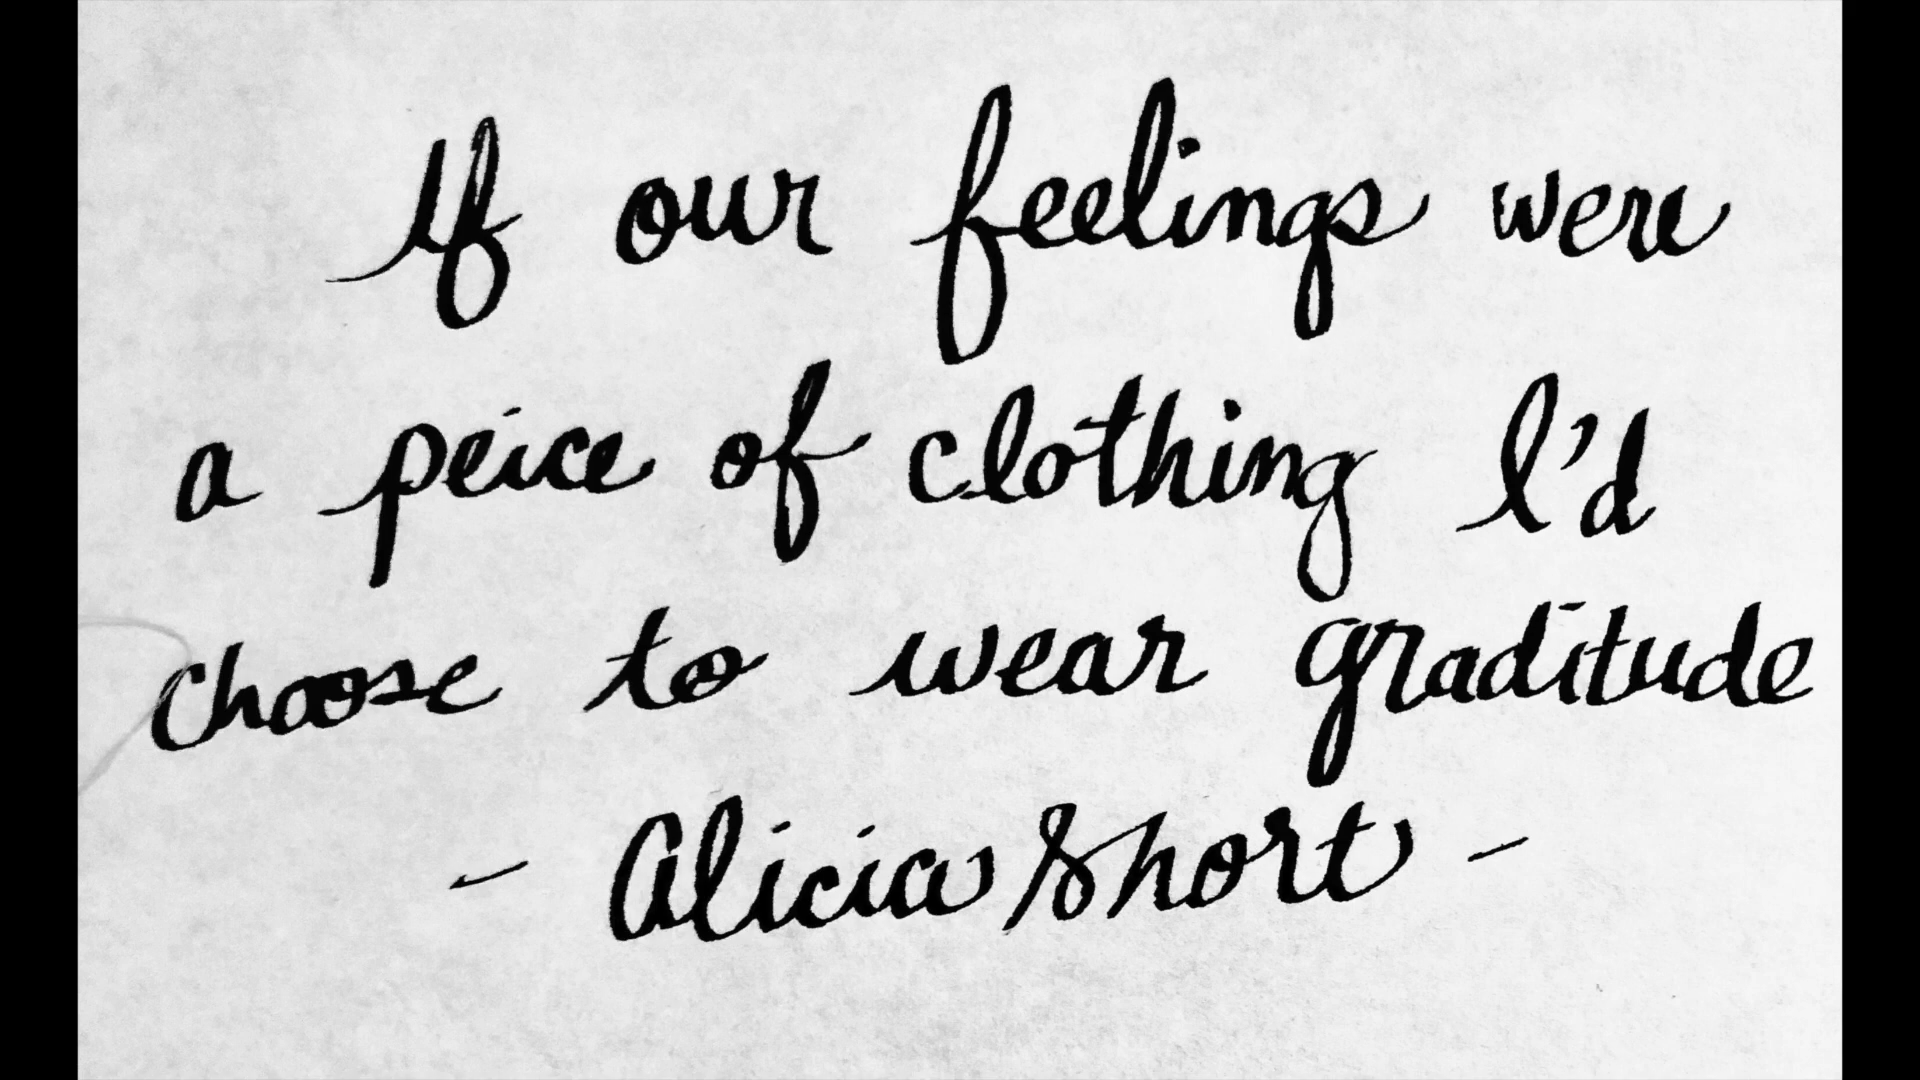 If our feelings were
a peice of clothing I'd
choose to wear graditude
- Alicia Short -